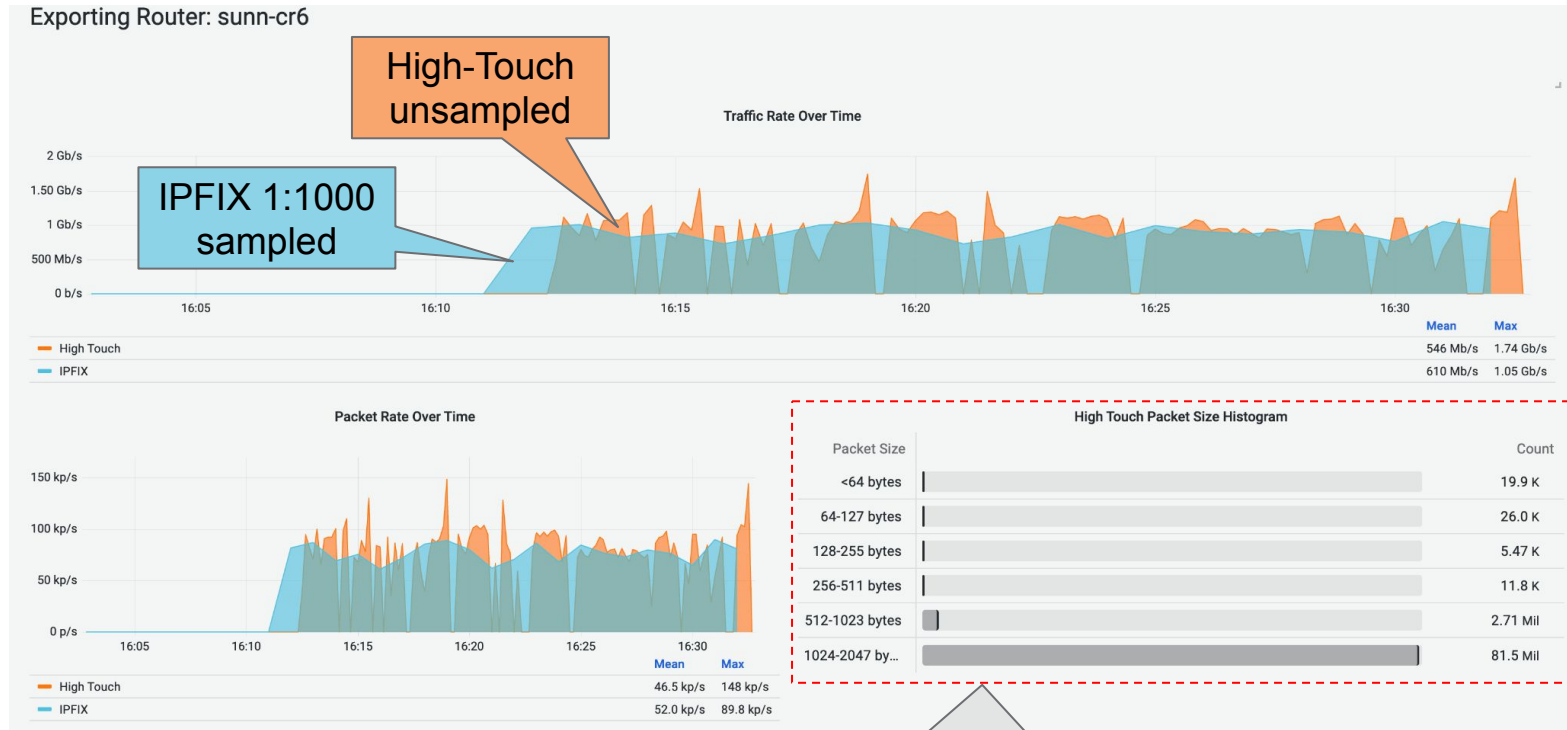 Exporting Router: sunn-cr6
High-Touch
unsampled
Traffic Rate Over Time
IPFIX 1:1000
sampled
2 Gb/s
1.50 Gb/s
1 Gb/s
500 Mb/s
0 b/s
16:05 16:10 16:15 16:20 16:25 16:30
Mean Max
High Touch 546 Mb/s 1.74 Gb/s
IPFIX 610 Mb/s 1.05 Gb/s
Packet Rate Over Time
150 kp/s
100 kp/s
50 kp/s
0 p/s
16:05 16:10 16:15 16:20 16:25 16:30
Mean Max
High Touch 46.5 kp/s 148 kp/s
IPFIX 52.0 kp/s 89.8 kp/s
High Touch Packet Size Histogram
Packet Size Count
<64 bytes 19.9 K
64-127 bytes 26.0 K
128-255 bytes 5.47 K
256-511 bytes 11.8 K
512-1023 bytes 2.71 Mil
1024-2047 by... 81.5 Mil